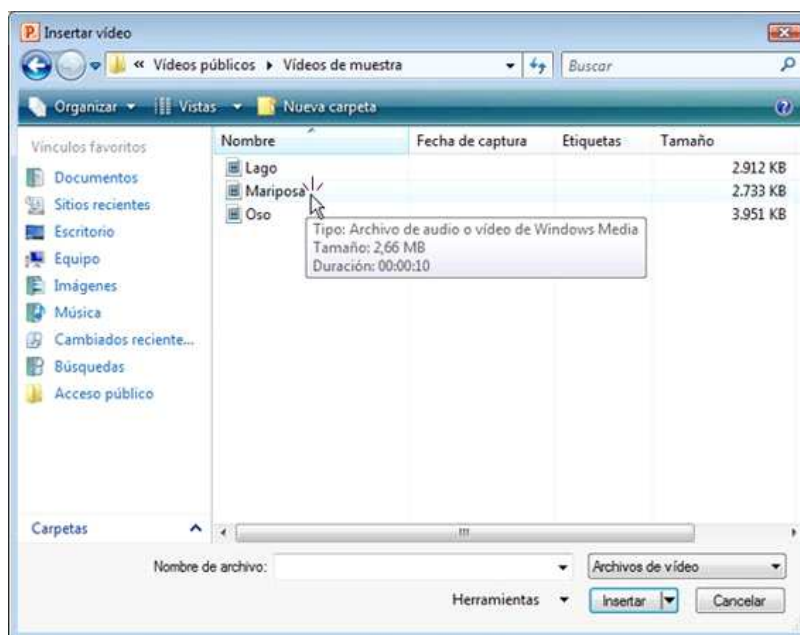 Insertar vídeo
« Vídeos públicos ▸ Vídeos de muestra
Buscar
Organizar Vistas Nueva carpeta
Vínculos favoritos
Documentos
Sitios recientes
Escritorio
Equipo
Imágenes
Música
Cambiados reciente...
Búsquedas
Acceso público
Carpetas
Nombre Fecha de captura Etiquetas Tamaño
Lago 2.912 KB
Mariposa 2.733 KB
Oso 3.951 KB
Tipo: Archivo de audio o vídeo de Windows Media
Tamaño: 2,66 MB
Duración: 00:00:10
Nombre de archivo: Archivos de vídeo
Herramientas Insertar Cancelar